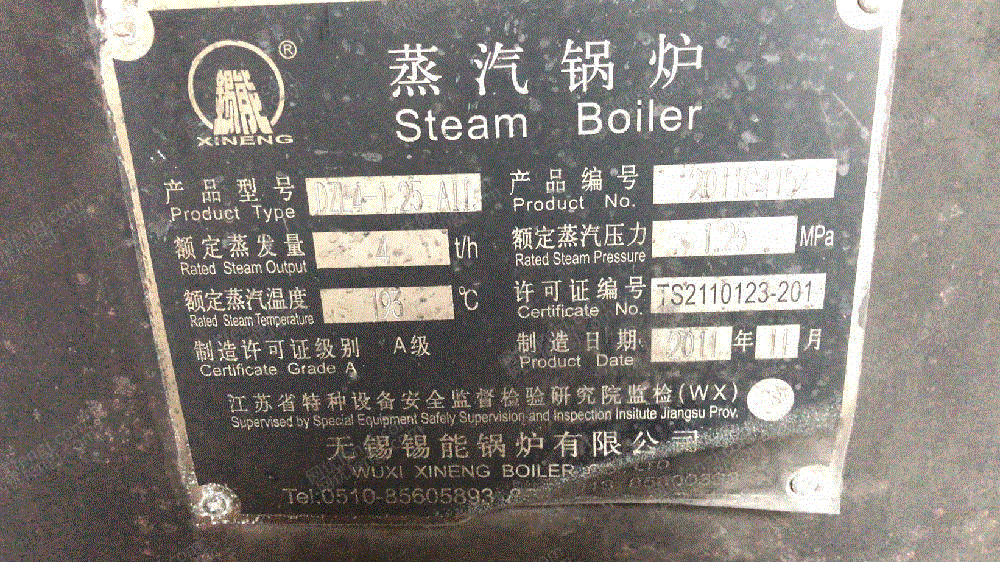 锡能
®
XINENG
蒸汽锅炉
Steam Boiler
产品型号 DZL4-1.25-AII
Product Type
产品编号
Product No.
额定蒸发量 4 t/h
Rated Steam Output
额定蒸汽压力 1.25 MPa
Rated Steam Pressure
额定蒸汽温度 193 ℃
Rated Steam Temperature
许可证编号 TS2110123-201
Certificate No.
制造许可证级别 A级
Certificate Grade A
制造日期 2011 年 11 月
Product Date
江苏省特种设备安全监督检验研究院监检(WX)
Supervised by Special Equipment Safely Supervision and Inspection Insitute Jiangsu Prov.
无锡锡能锅炉有限公司
WUXI XINENG BOILER CO., LTD
Tel:0510-85605893